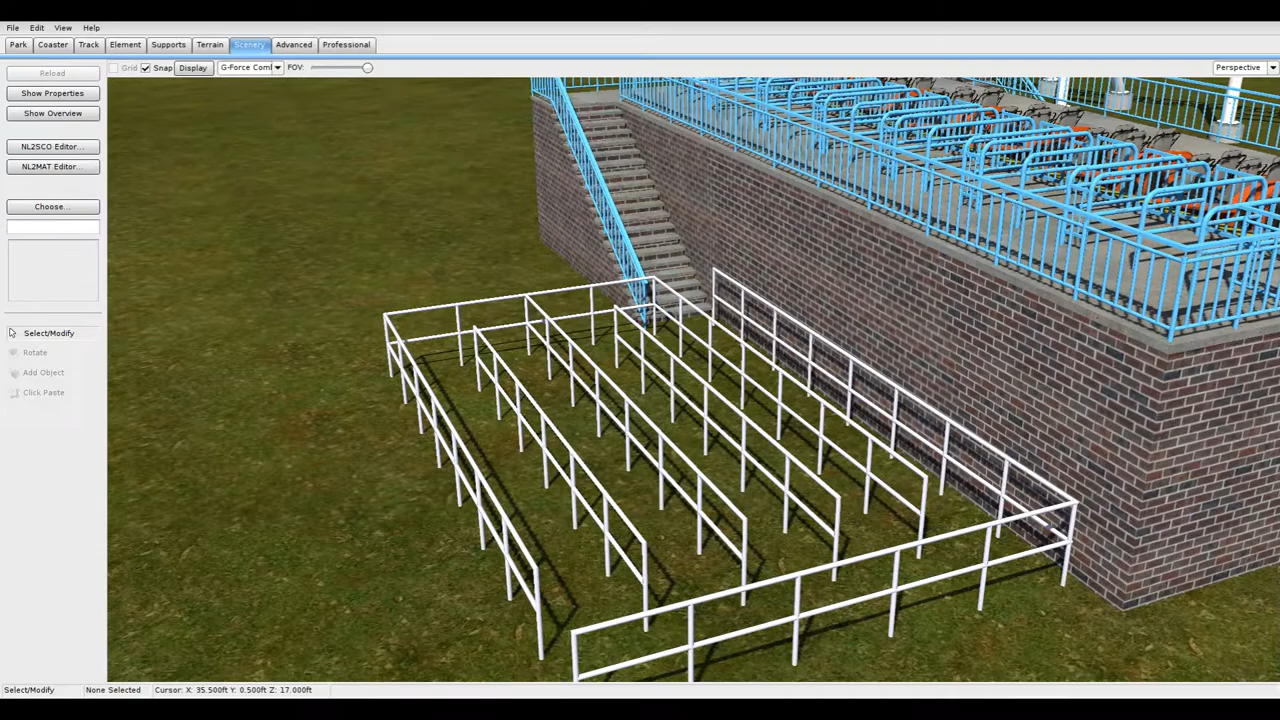 File Edit View Help
Park Coaster Track Element Supports Terrain Scenery Advanced Professional
Reload Grid Snap Display G-Force Coml FOV: Perspective
Show Properties
Show Overview
NL2SCO Editor...
NL2MAT Editor...
Choose...
Select/Modify
Rotate
Add Object
Click Paste
Select/Modify None Selected Cursor: X: 35.500ft Y: 0.500ft Z: 17.000ft